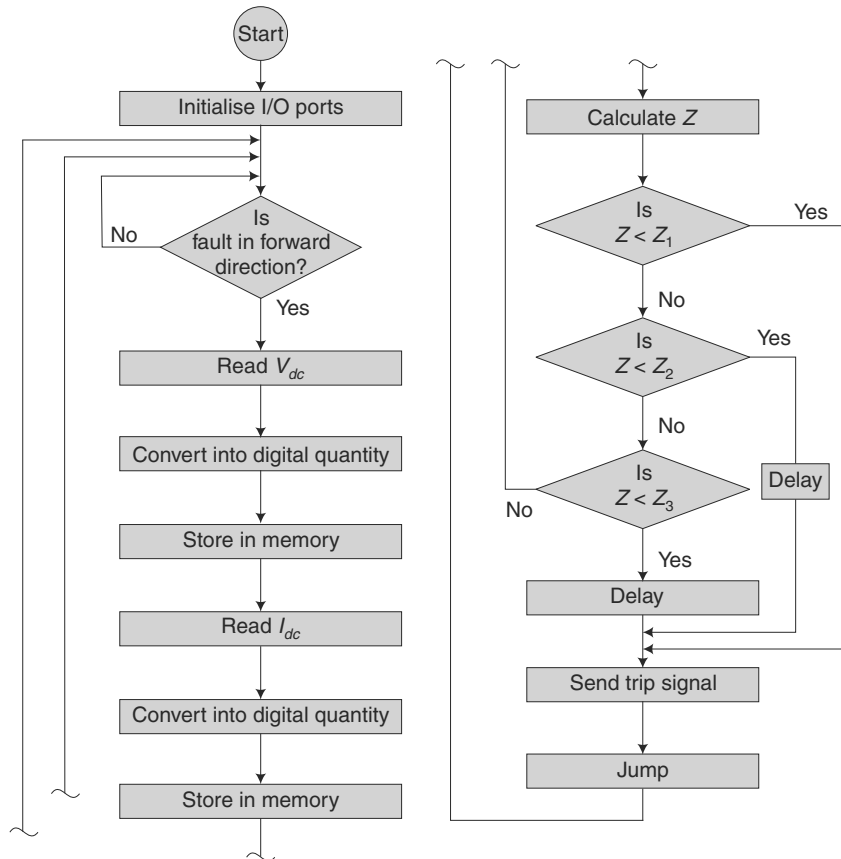 Start
Initialise I/O ports
Is
fault in forward
direction?
No
Yes
Read V_dc
Convert into digital quantity
Store in memory
Read I_dc
Convert into digital quantity
Store in memory
Calculate Z
Is
Z < Z_1
Yes
No
Is
Z < Z_2
Yes
No
Is
Z < Z_3
No
Delay
Yes
Delay
Send trip signal
Jump